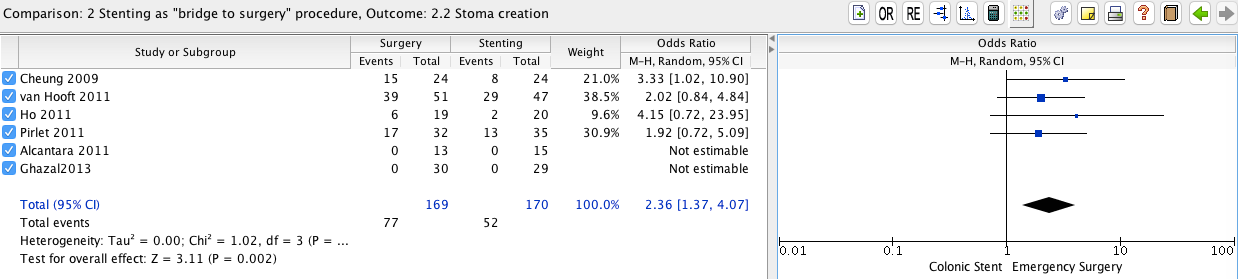 Comparison: 2 Stenting as "bridge to surgery" procedure, Outcome: 2.2 Stoma creation
OR RE
Study or Subgroup Surgery Stenting Weight Odds Ratio Odds Ratio
Events Total Events Total M-H, Random, 95% CI M-H, Random, 95% CI
Cheung 2009 15 24 8 24 21.0% 3.33 [1.02, 10.90]
van Hooft 2011 39 51 29 47 38.5% 2.02 [0.84, 4.84]
Ho 2011 6 19 2 20 9.6% 4.15 [0.72, 23.95]
Pirlet 2011 17 32 13 35 30.9% 1.92 [0.72, 5.09]
Alcantara 2011 0 13 0 15 Not estimable
Ghazal2013 0 30 0 29 Not estimable
Total (95% CI) 169 170 100.0% 2.36 [1.37, 4.07]
Total events 77 52
Heterogeneity: Tau² = 0.00; Chi² = 1.02, df = 3 (P = ...
Test for overall effect: Z = 3.11 (P = 0.002)
0.01 0.1 1 10 100
Colonic Stent Emergency Surgery